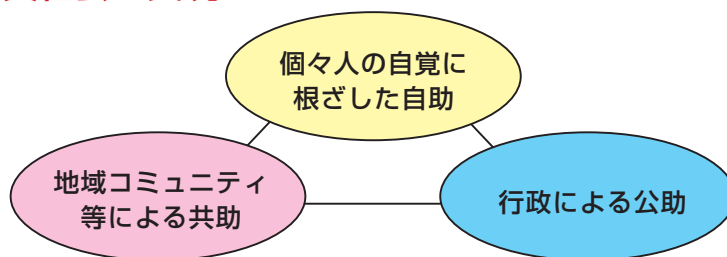 個々人の自覚に
根ざした自助
地域コミュニティ
等による共助
行政による公助